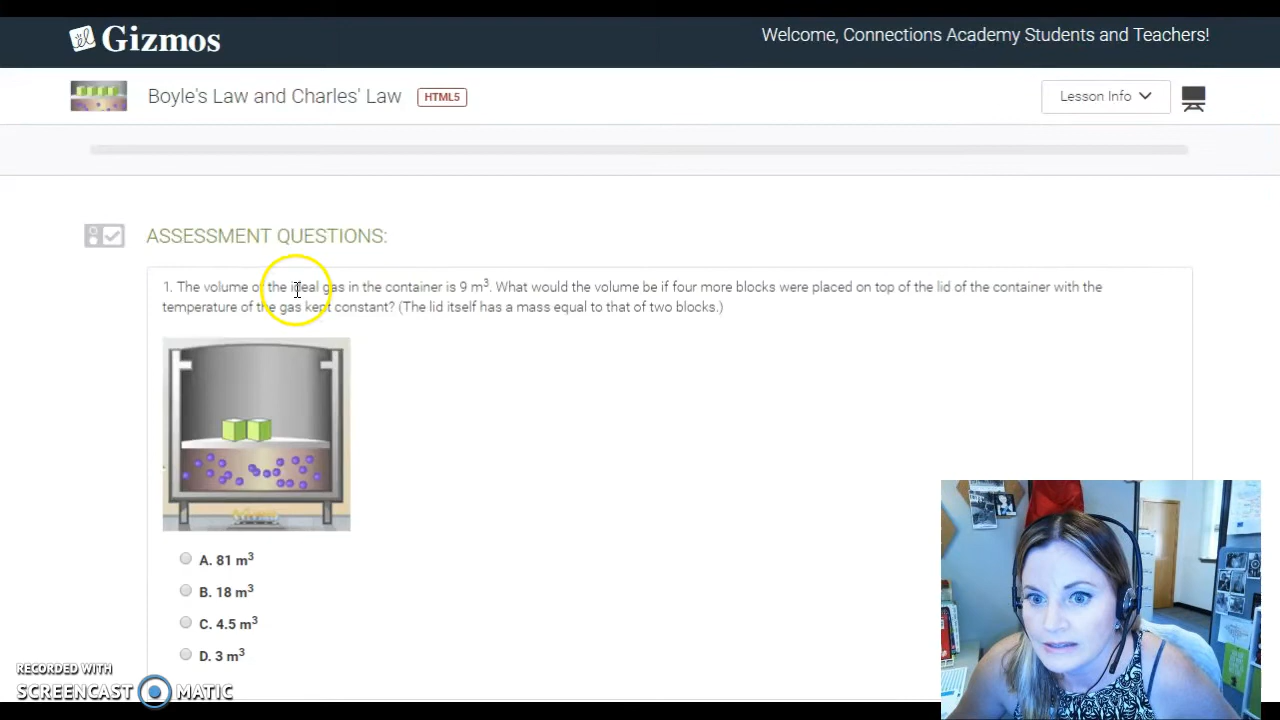 Gizmos
Welcome, Connections Academy Students and Teachers!
Boyle's Law and Charles' Law HTML5
Lesson Info
ASSESSMENT QUESTIONS:
1. The volume of the ideal gas in the container is 9 m³. What would the volume be if four more blocks were placed on top of the lid of the container with the
temperature of the gas kept constant? (The lid itself has a mass equal to that of two blocks.)
Gizmos
A. 81 m³
B. 18 m³
C. 4.5 m³
D. 3 m³
RECORDED WITH
SCREENCAST MATIC